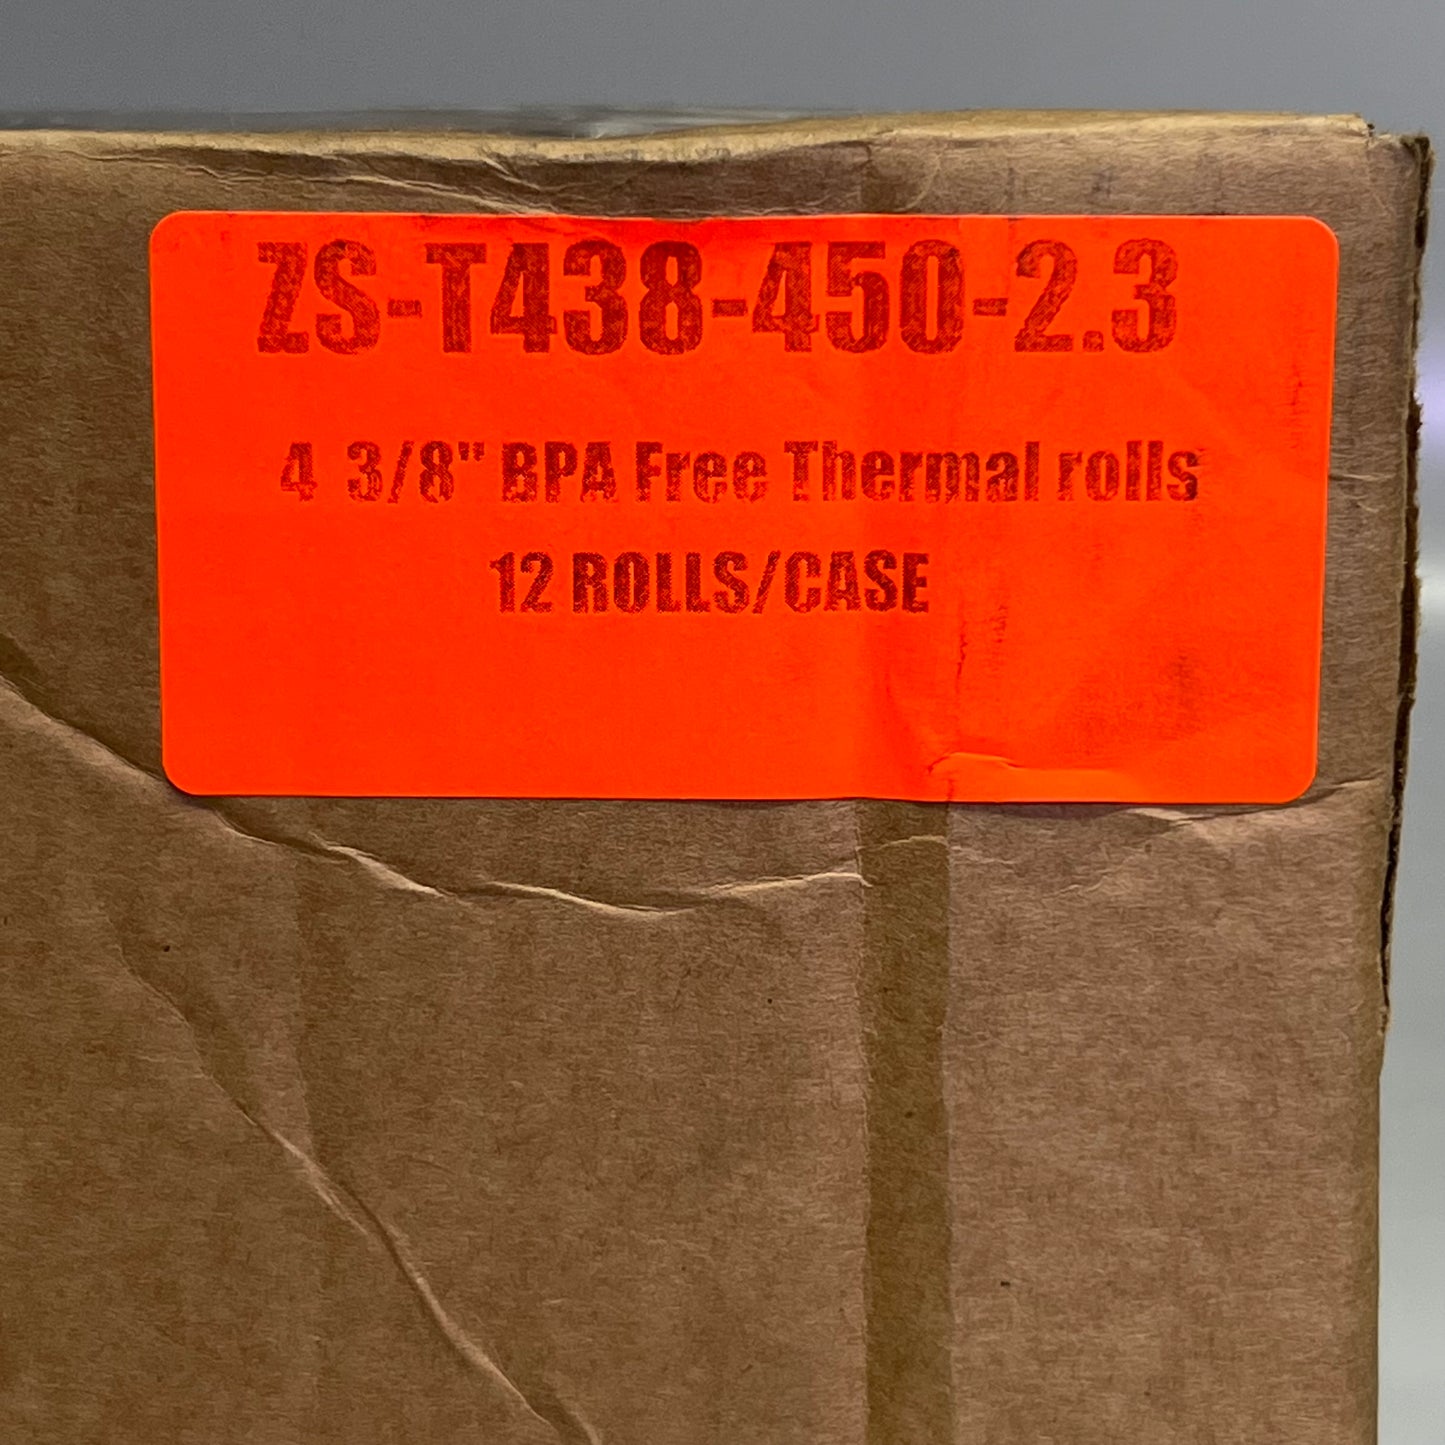 ZS-T438-450-2.3
4 3/8" BPA Free Thermal rolls
12 ROLLS/CASE